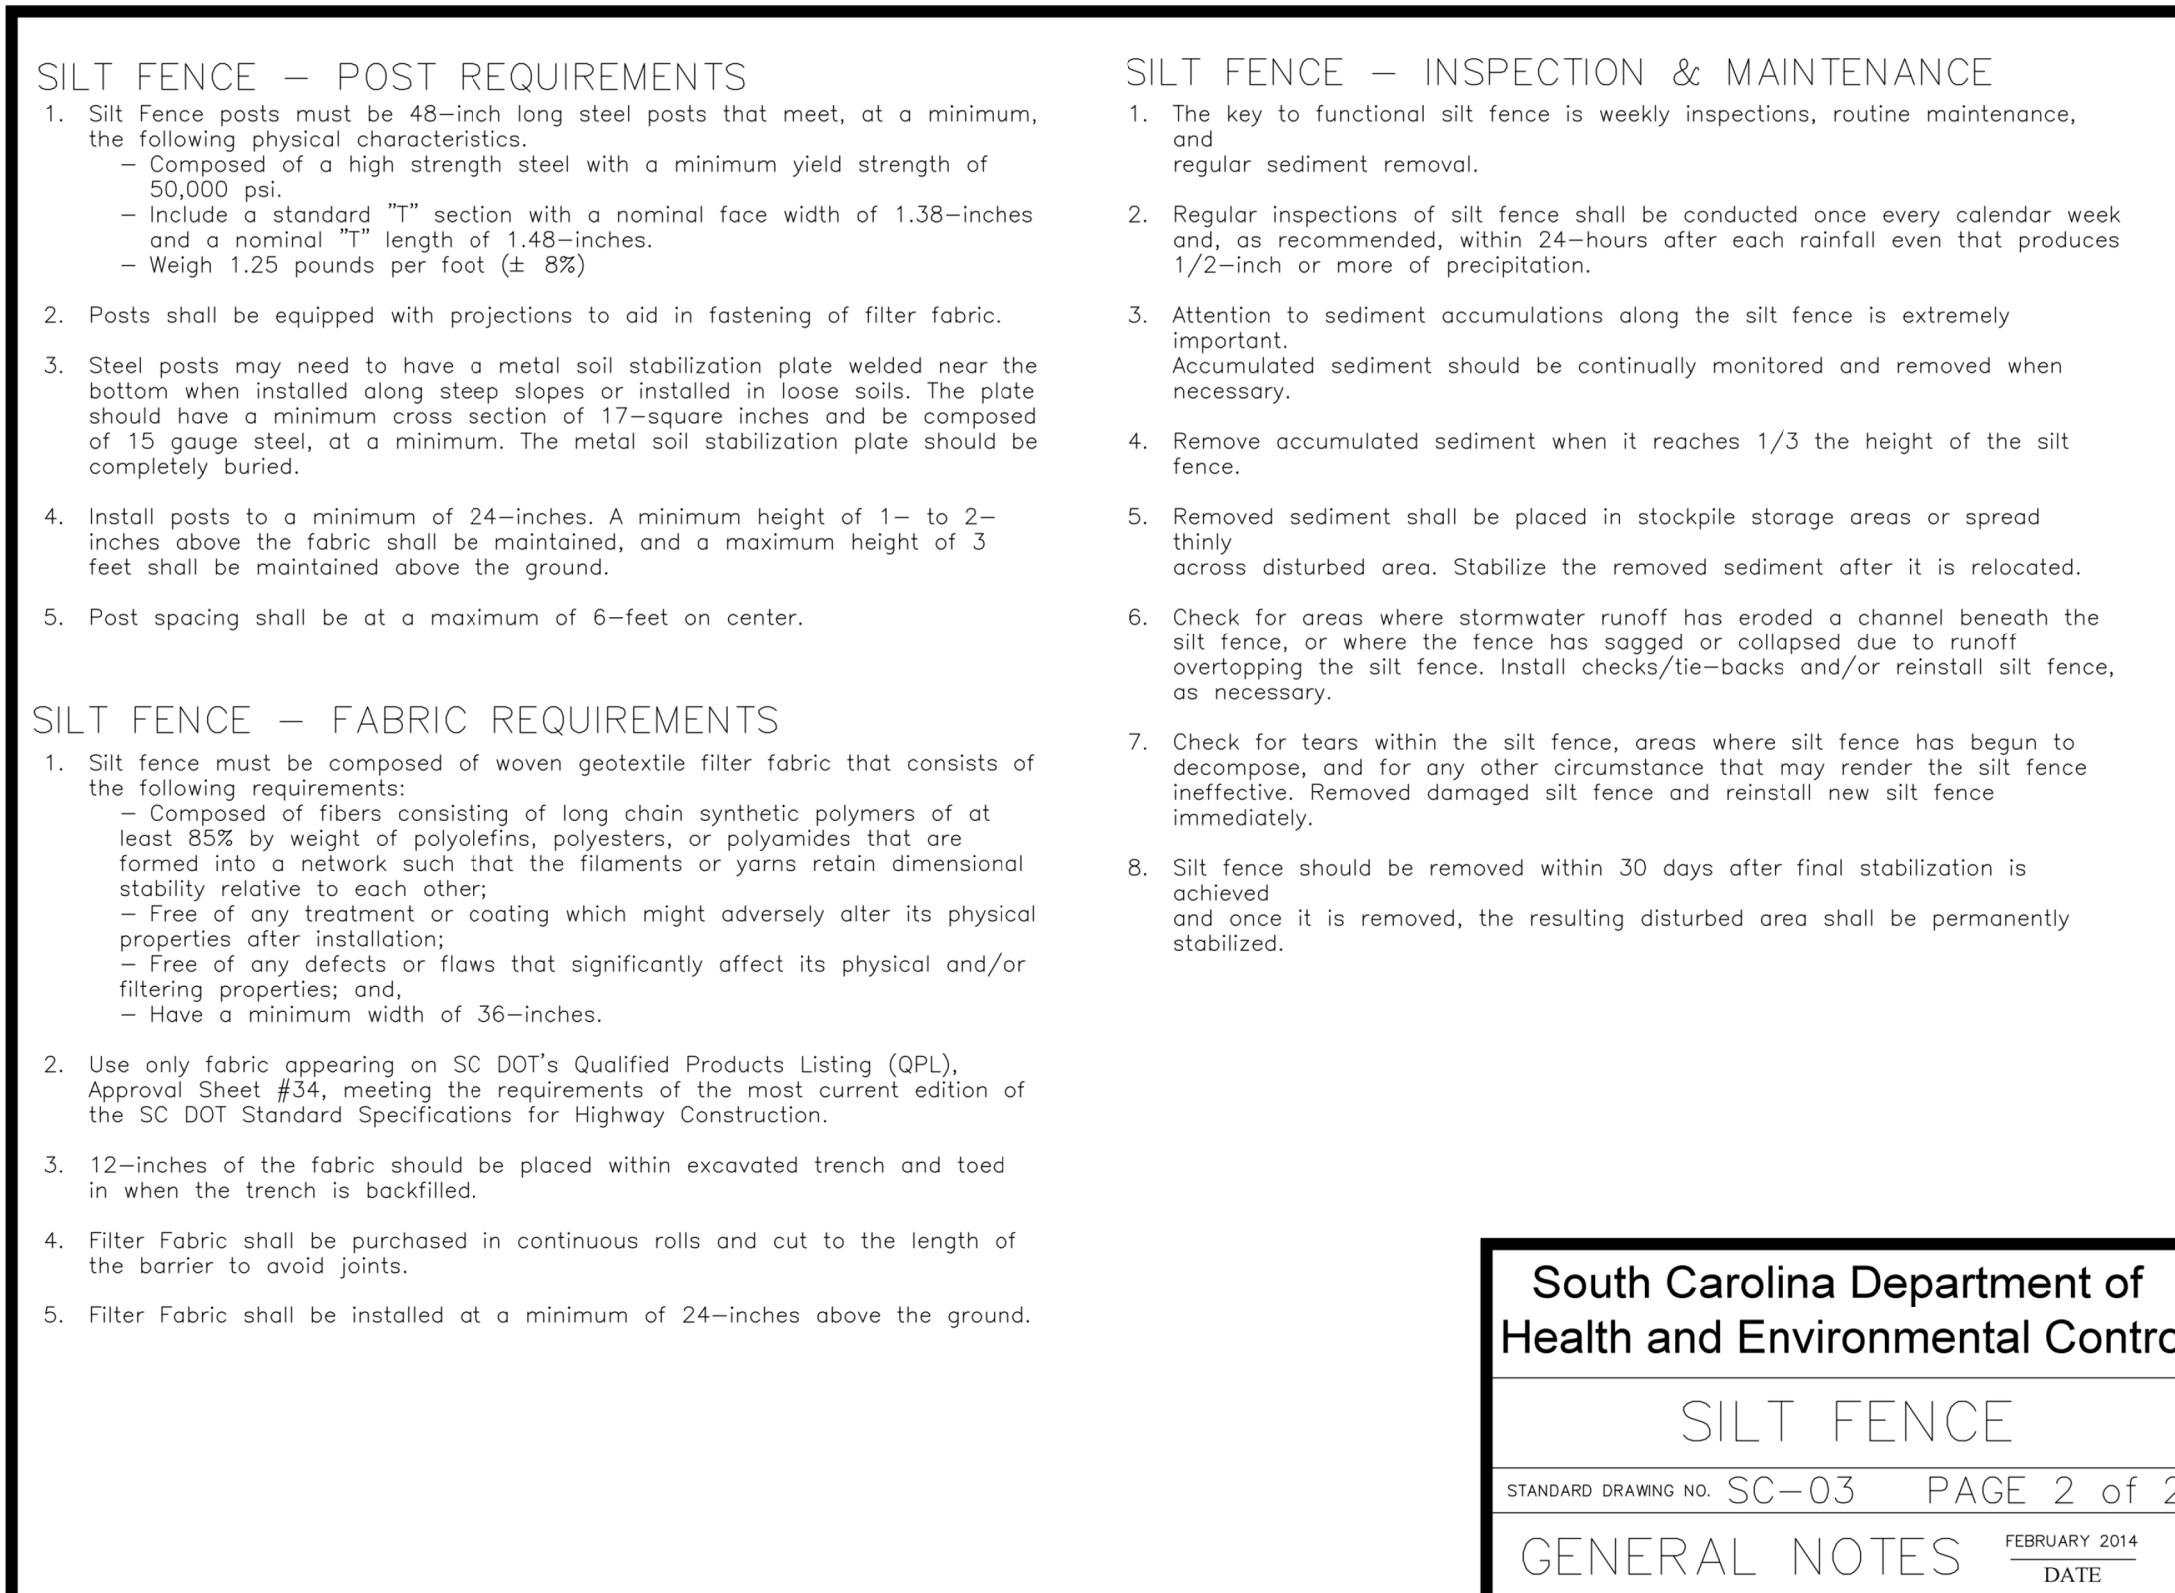 SILT FENCE — POST REQUIREMENTS
1. Silt Fence posts must be 48—inch long steel posts that meet, at a minimum,
the following physical characteristics.
— Composed of a high strength steel with a minimum yield strength of
50,000 psi.
— Include a standard "T" section with a nominal face width of 1.38—inches
and a nominal "T" length of 1.48—inches.
— Weigh 1.25 pounds per foot (± 8%)
2. Posts shall be equipped with projections to aid in fastening of filter fabric.
3. Steel posts may need to have a metal soil stabilization plate welded near the
bottom when installed along steep slopes or installed in loose soils. The plate
should have a minimum cross section of 17—square inches and be composed
of 15 gauge steel, at a minimum. The metal soil stabilization plate should be
completely buried.
4. Install posts to a minimum of 24—inches. A minimum height of 1— to 2—
inches above the fabric shall be maintained, and a maximum height of 3
feet shall be maintained above the ground.
5. Post spacing shall be at a maximum of 6—feet on center.
SILT FENCE — FABRIC REQUIREMENTS
1. Silt fence must be composed of woven geotextile filter fabric that consists of
the following requirements:
— Composed of fibers consisting of long chain synthetic polymers of at
least 85% by weight of polyolefins, polyesters, or polyamides that are
formed into a network such that the filaments or yarns retain dimensional
stability relative to each other;
— Free of any treatment or coating which might adversely alter its physical
properties after installation;
— Free of any defects or flaws that significantly affect its physical and/or
filtering properties; and,
— Have a minimum width of 36—inches.
2. Use only fabric appearing on SC DOT's Qualified Products Listing (QPL),
Approval Sheet #34, meeting the requirements of the most current edition of
the SC DOT Standard Specifications for Highway Construction.
3. 12—inches of the fabric should be placed within excavated trench and toed
in when the trench is backfilled.
4. Filter Fabric shall be purchased in continuous rolls and cut to the length of
the barrier to avoid joints.
5. Filter Fabric shall be installed at a minimum of 24—inches above the ground.
SILT FENCE — INSPECTION & MAINTENANCE
1. The key to functional silt fence is weekly inspections, routine maintenance,
and
regular sediment removal.
2. Regular inspections of silt fence shall be conducted once every calendar week
and, as recommended, within 24—hours after each rainfall even that produces
1/2—inch or more of precipitation.
3. Attention to sediment accumulations along the silt fence is extremely
important.
Accumulated sediment should be continually monitored and removed when
necessary.
4. Remove accumulated sediment when it reaches 1/3 the height of the silt
fence.
5. Removed sediment shall be placed in stockpile storage areas or spread
thinly
across disturbed area. Stabilize the removed sediment after it is relocated.
6. Check for areas where stormwater runoff has eroded a channel beneath the
silt fence, or where the fence has sagged or collapsed due to runoff
overtopping the silt fence. Install checks/tie—backs and/or reinstall silt fence,
as necessary.
7. Check for tears within the silt fence, areas where silt fence has begun to
decompose, and for any other circumstance that may render the silt fence
ineffective. Removed damaged silt fence and reinstall new silt fence
immediately.
8. Silt fence should be removed within 30 days after final stabilization is
achieved
and once it is removed, the resulting disturbed area shall be permanently
stabilized.
South Carolina Department of
Health and Environmental Contro
SILT FENCE
STANDARD DRAWING NO. SC—03 PAGE 2 of 2
GENERAL NOTES FEBRUARY 2014
DATE